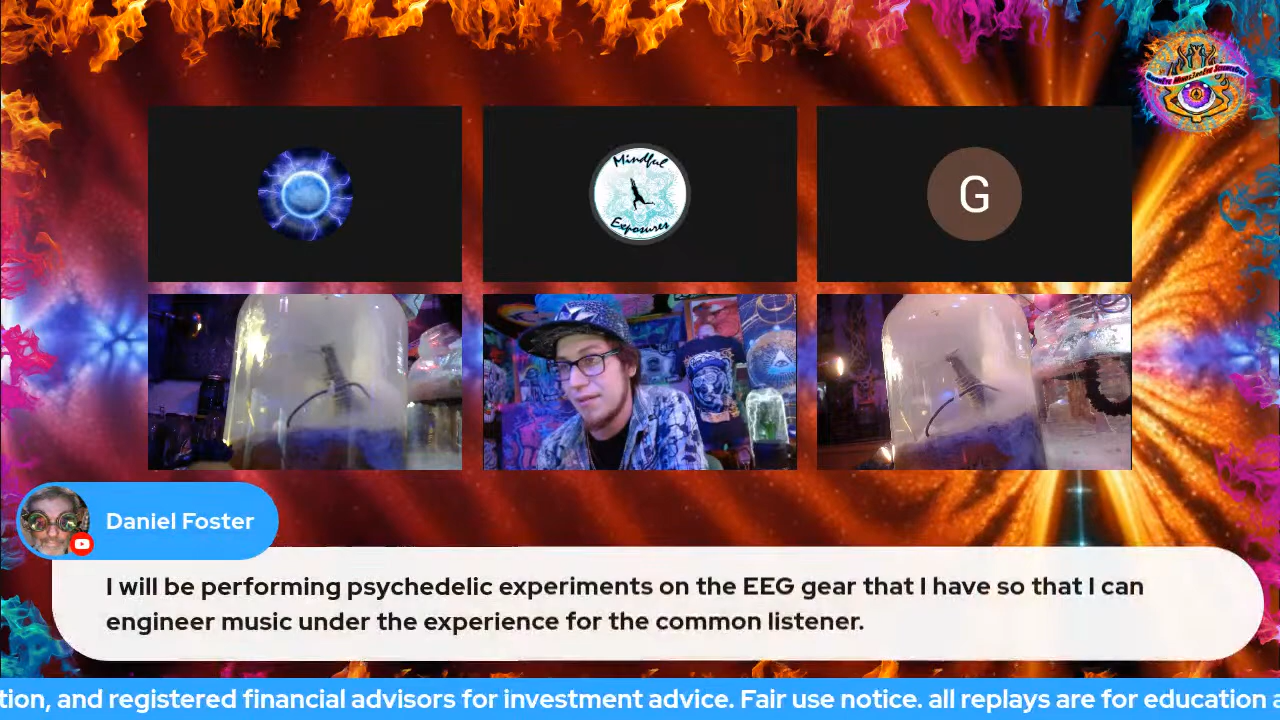 Mindful
Exposures
G
Daniel Foster
I will be performing psychedelic experiments on the EEG gear that I have so that I can
engineer music under the experience for the common listener.
tion, and registered financial advisors for investment advice. Fair use notice. all replays are for education a